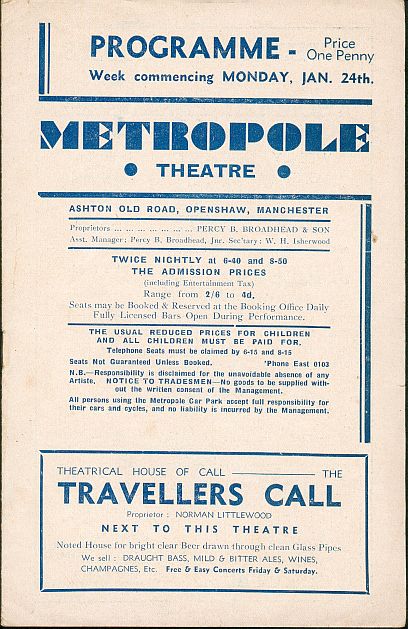 PROGRAMME - Price
One Penny
Week commencing MONDAY, JAN. 24th.
METROPOLE
• THEATRE •
ASHTON OLD ROAD, OPENSHAW, MANCHESTER
Proprietors ... ... ... ... ... ... ... PERCY B. BROADHEAD & SON
Asst. Manager: Percy B. Broadhead, Jnr. Sec'tary: W. H. Isherwood
TWICE NIGHTLY at 6-40 and 8-50
THE ADMISSION PRICES
(including Entertainment Tax)
Range from 2/6 to 4d.
Seats may be Booked & Reserved at the Booking Office Daily
Fully Licensed Bars Open During Performance.
THE USUAL REDUCED PRICES FOR CHILDREN
AND ALL CHILDREN MUST BE PAID FOR.
Telephone Seats must be claimed by 6-15 and 8-15
Seats Not Guaranteed Unless Booked. 'Phone East 0103
N.B.—Responsibility is disclaimed for the unavoidable absence of any
Artiste. NOTICE TO TRADESMEN—No goods to be supplied with-
out the written consent of the Management.
All persons using the Metropole Car Park accept full responsibility for
their cars and cycles, and no liability is incurred by the Management.
THEATRICAL HOUSE OF CALL ——— THE
TRAVELLERS CALL
Proprietor: NORMAN LITTLEWOOD
NEXT TO THIS THEATRE
Noted House for bright clear Beer drawn through clean Glass Pipes
We sell: DRAUGHT BASS, MILD & BITTER ALES, WINES,
CHAMPAGNES, Etc. Free & Easy Concerts Friday & Saturday.